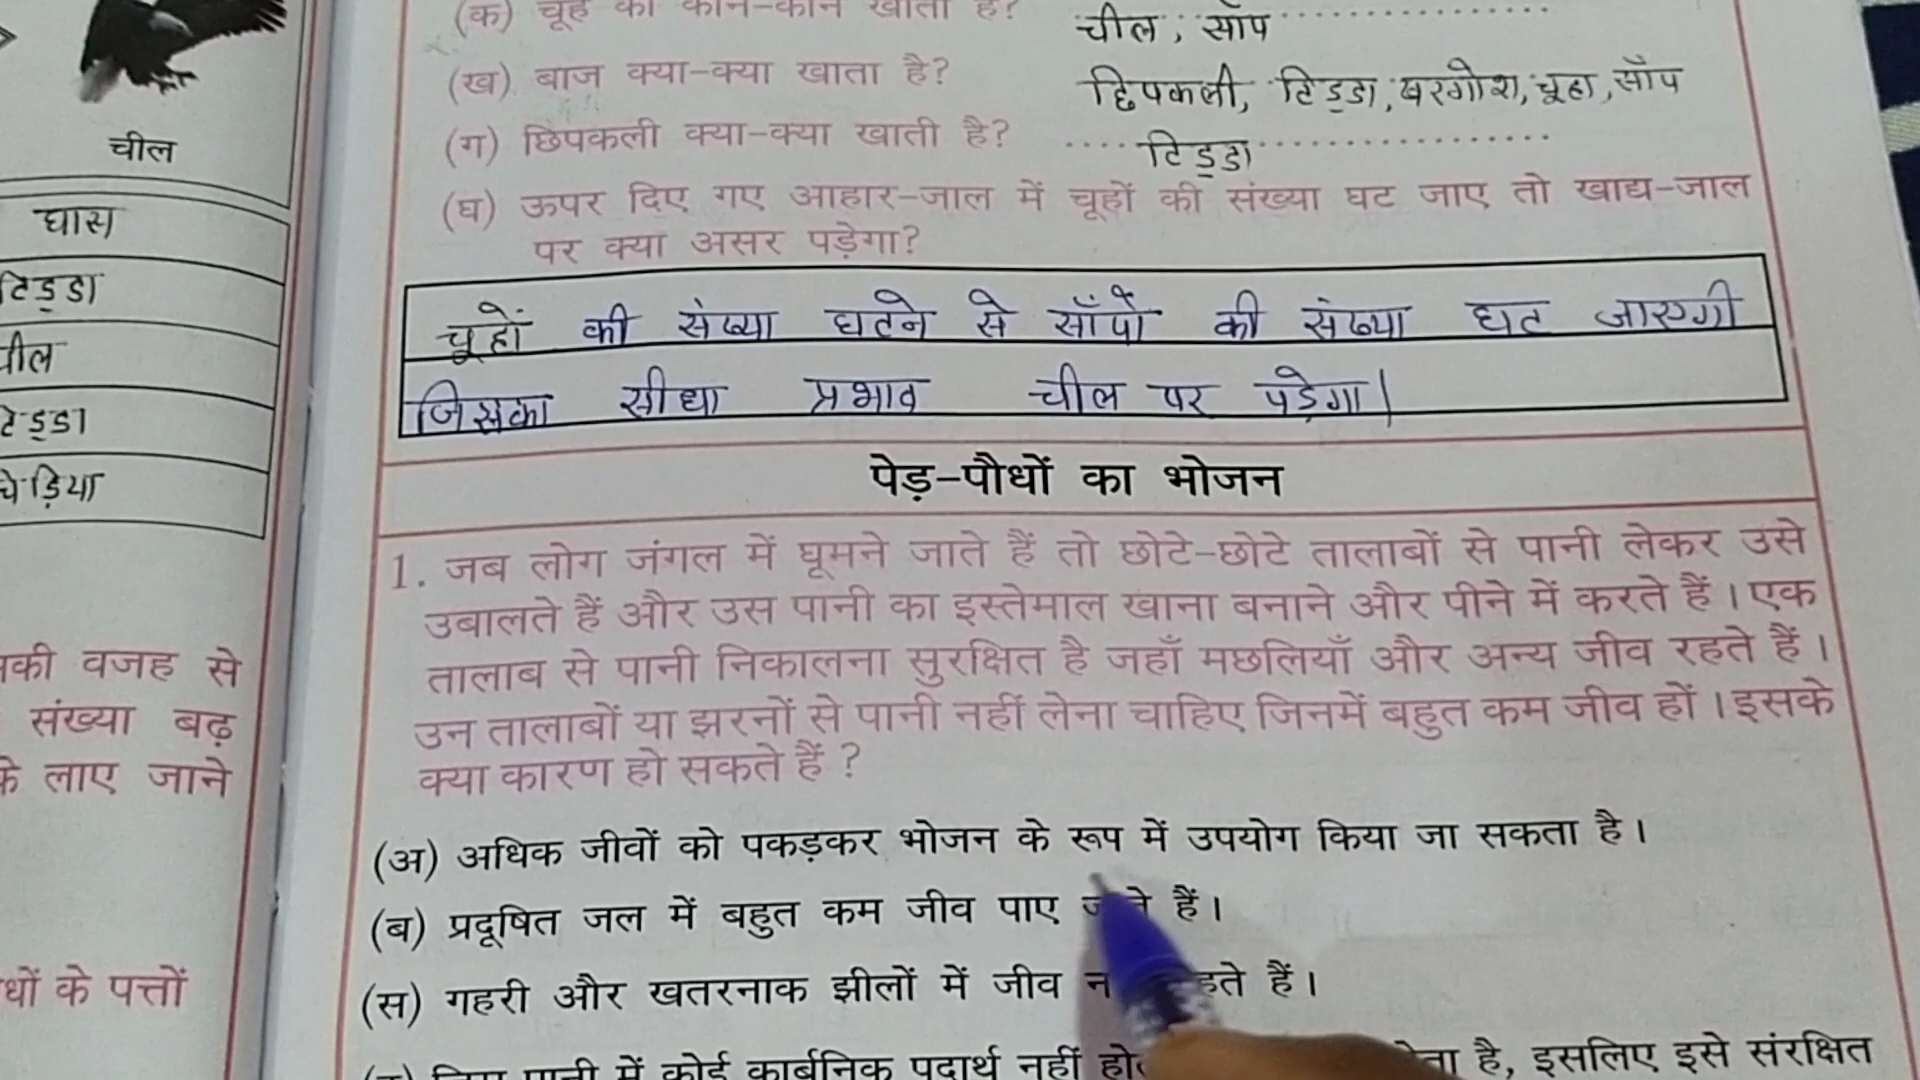 (क) चूहे को कौन-कौन खाता है?
चील, साँप
(ख) बाज क्या-क्या खाता है?
छिपकली, टिड्डा, खरगोश, चूहा, साँप
(ग) छिपकली क्या-क्या खाती है?
टिड्डा
(घ) ऊपर दिए गए आहार-जाल में चूहों की संख्या घट जाए तो खाद्य-जाल
पर क्या असर पड़ेगा?
चूहों की संख्या घटने से साँपों की संख्या घट जाएगी
जिसका सीधा प्रभाव चील पर पड़ेगा।
पेड़-पौधों का भोजन
1. जब लोग जंगल में घूमने जाते हैं तो छोटे-छोटे तालाबों से पानी लेकर उसे
उबालते हैं और उस पानी का इस्तेमाल खाना बनाने और पीने में करते हैं। एक
तालाब से पानी निकालना सुरक्षित है जहाँ मछलियाँ और अन्य जीव रहते हैं।
उन तालाबों या झरनों से पानी नहीं लेना चाहिए जिनमें बहुत कम जीव हों। इसके
क्या कारण हो सकते हैं ?
(अ) अधिक जीवों को पकड़कर भोजन के रूप में उपयोग किया जा सकता है।
(ब) प्रदूषित जल में बहुत कम जीव पाए जाते हैं।
(स) गहरी और खतरनाक झीलों में जीव हैं।
पानी में कोई कार्बनिक पदार्थ नहीं है, इसलिए इसे संरक्षित
चील
घास
टिड्डा
चील
टिड्डा
वजह से
संख्या बढ़
के लाए जाने
के पत्तों